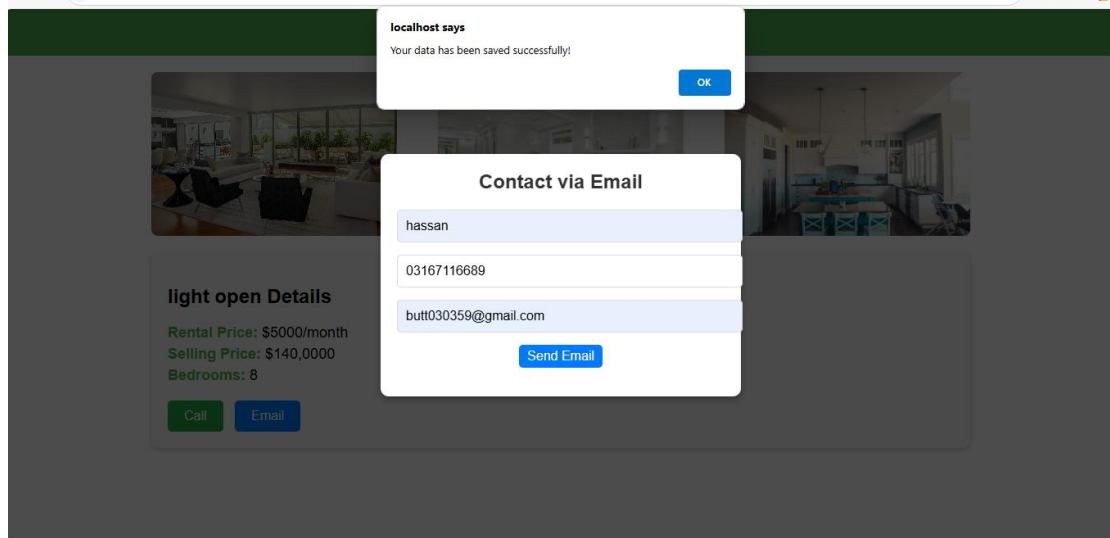 localhost says
Your data has been saved successfully!
OK
Contact via Email
hassan
03167116689
butt030359@gmail.com
Send Email
light open Details
Rental Price: $5000/month
Selling Price: $140,0000
Bedrooms: 8
Call Email